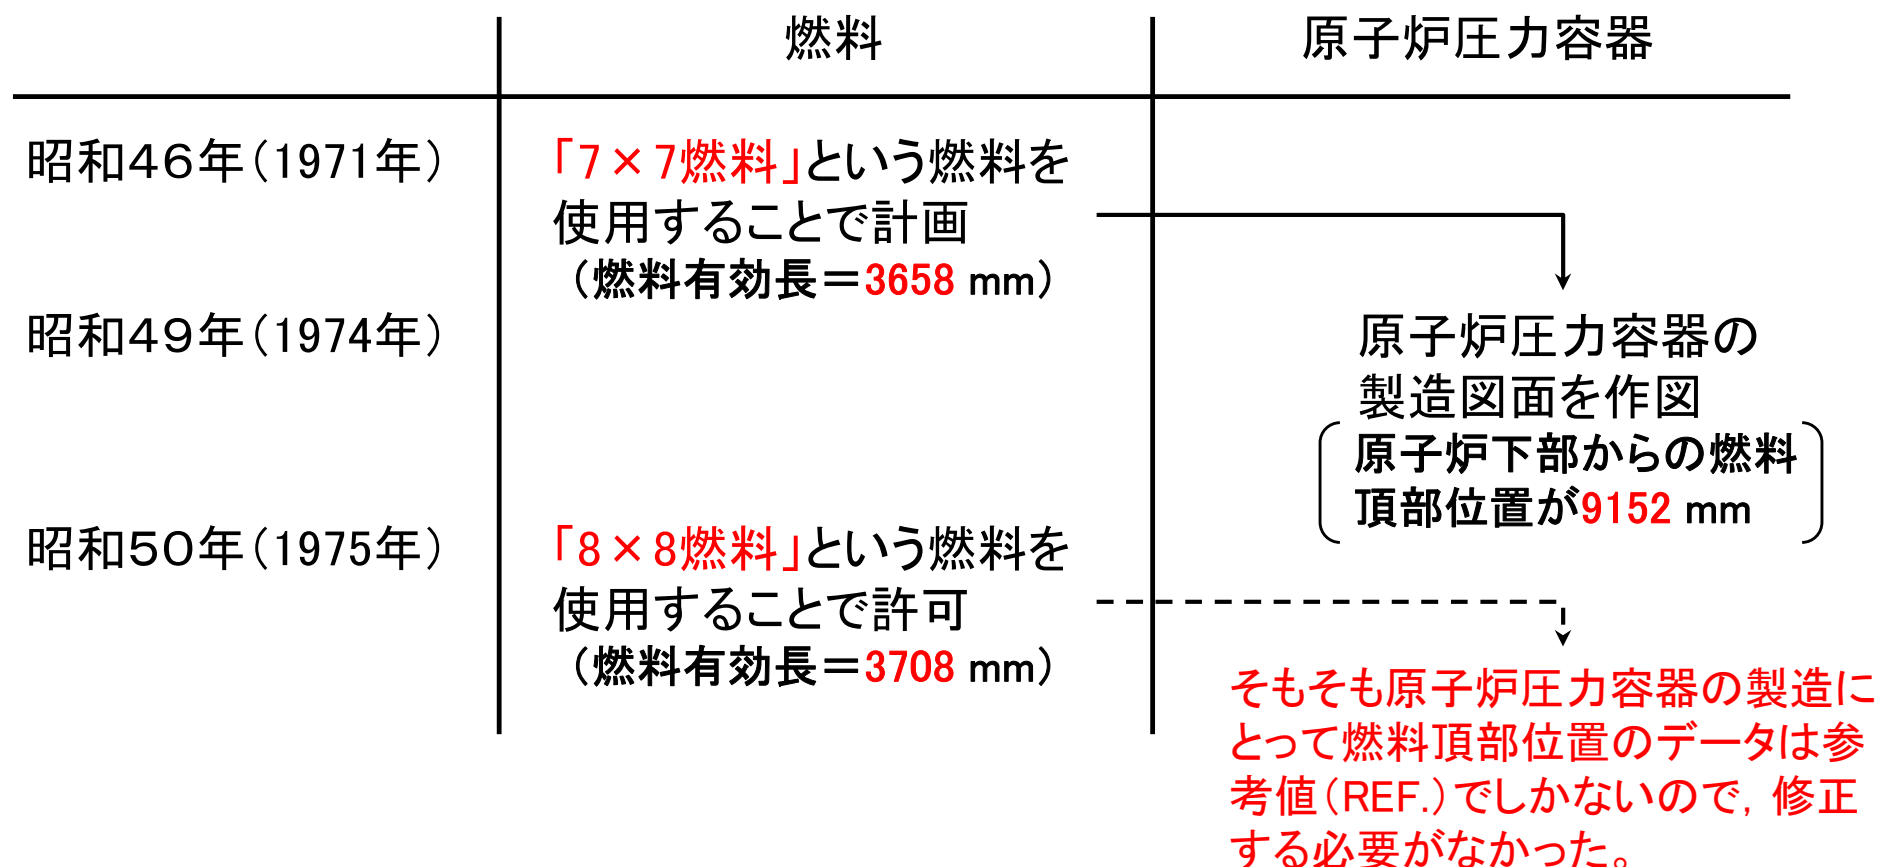 燃料
原子炉圧力容器
昭和46年(1971年)
「7×7燃料」という燃料を
使用することで計画
(燃料有効長=3658 mm)
昭和49年(1974年)
原子炉圧力容器の
製造図面を作図
原子炉下部からの燃料
頂部位置が9152 mm
昭和50年(1975年)
「8×8燃料」という燃料を
使用することで許可
(燃料有効長=3708 mm)
そもそも原子炉圧力容器の製造に
とって燃料頂部位置のデータは参
考値(REF.)でしかないので, 修正
する必要がなかった。